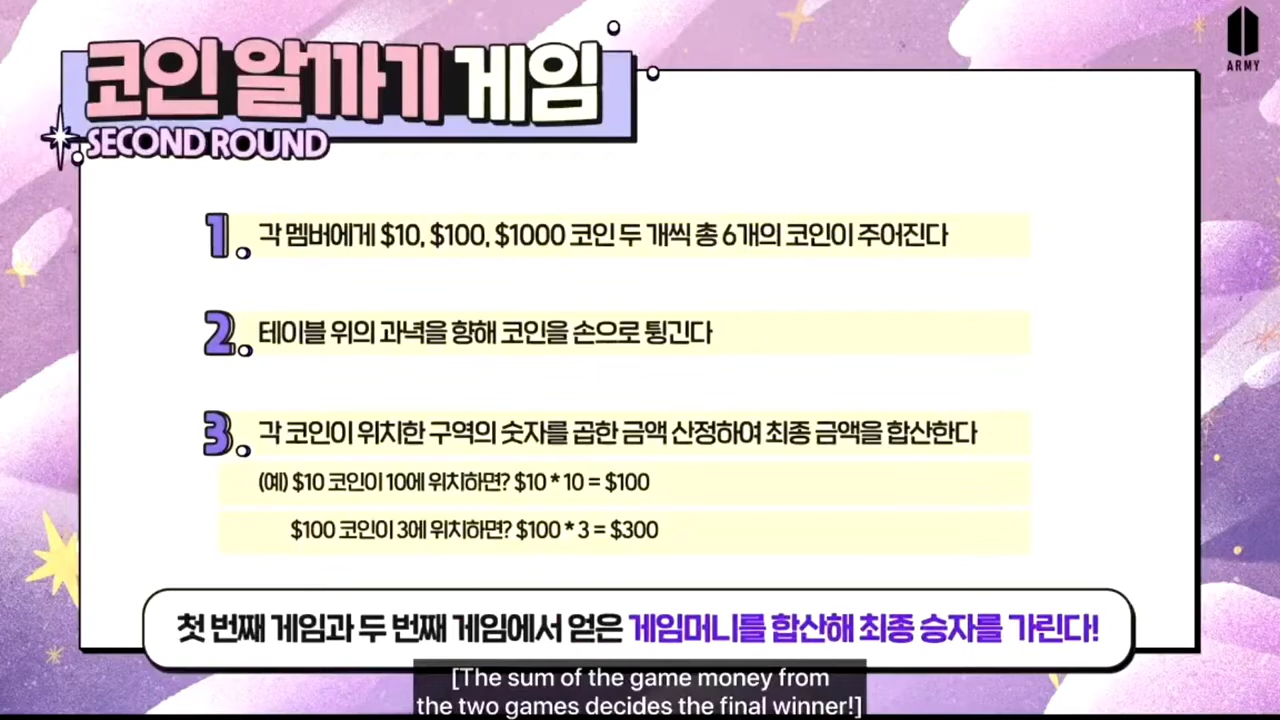 ARMY
코인 알까기 게임
SECOND ROUND
1. 각 멤버에게 $10, $100, $1000 코인 두 개씩 총 6개의 코인이 주어진다
2. 테이블 위의 과녁을 향해 코인을 손으로 튕긴다
3. 각 코인이 위치한 구역의 숫자를 곱한 금액 산정하여 최종 금액을 합산한다
(예) $10 코인이 10에 위치하면? $10 * 10 = $100
$100 코인이 3에 위치하면? $100 * 3 = $300
첫 번째 게임과 두 번째 게임에서 얻은 게임머니를 합산해 최종 승자를 가린다!
[The sum of the game money from
the two games decides the final winner!]